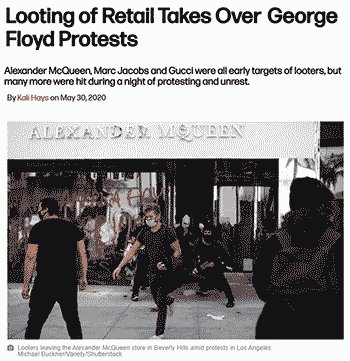 Looting of Retail Takes Over George
Floyd Protests
Alexander McQueen, Marc Jacobs and Gucci were all early targets of looters, but
many more were hit during a night of protesting and unrest.
By Kali Hays on May 30, 2020
ALEXANDER MCQUEEN
Looters leaving the Alexander McQueen store in Beverly Hills amid protests in Los Angeles.
Michael Buckner/Variety/Shutterstock